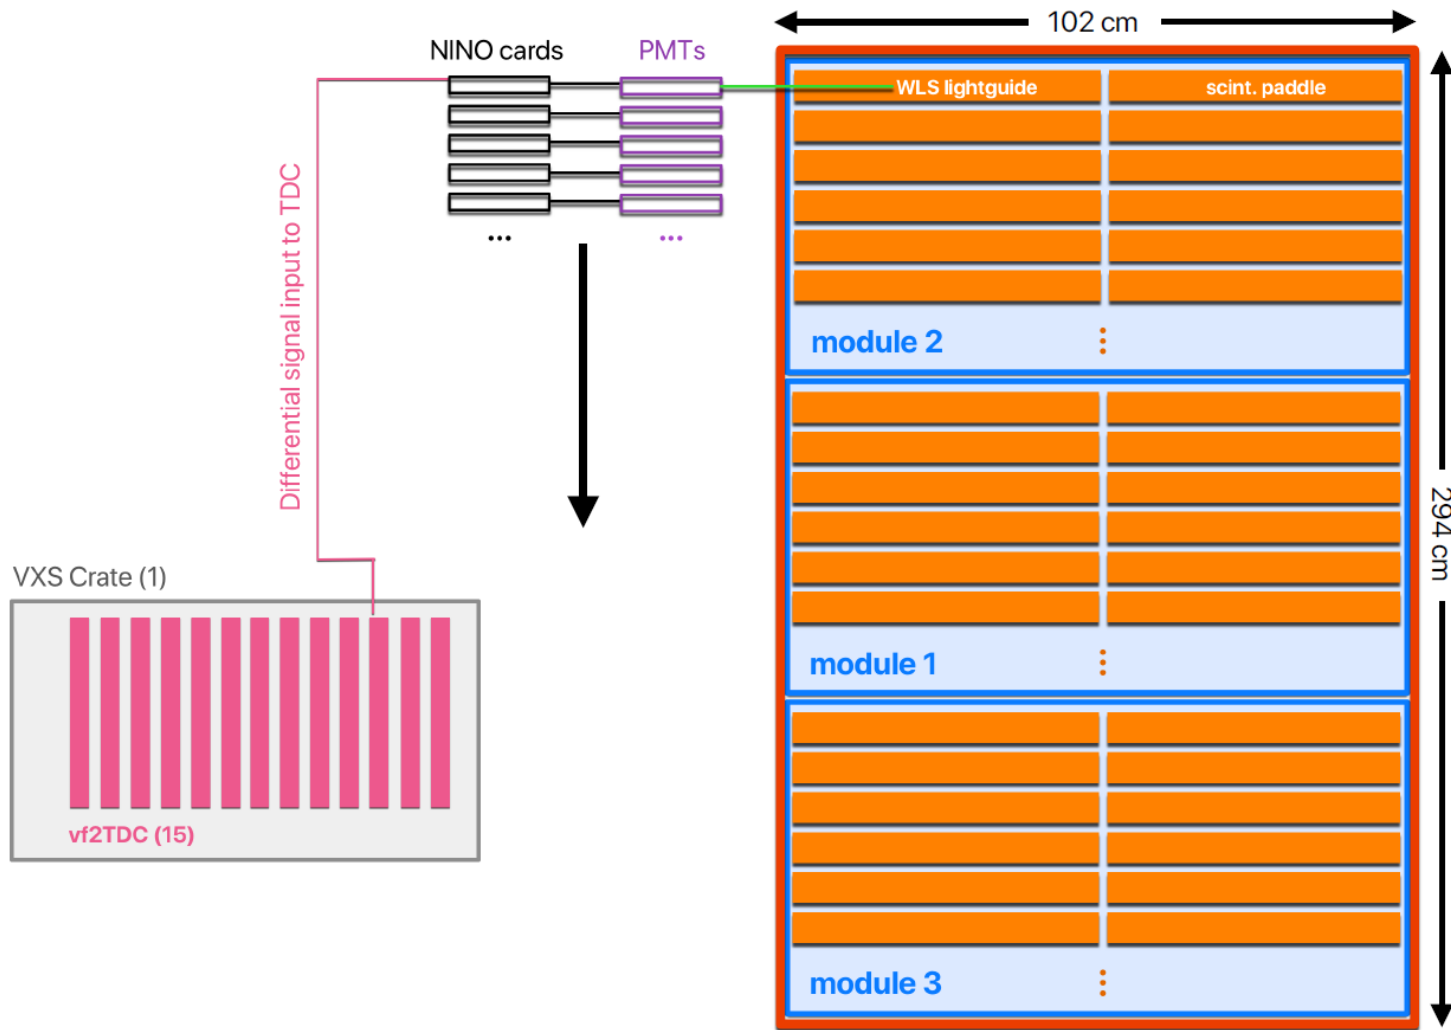 102 cm
NINO cards
PMTs
WLS lightguide
scint. paddle
...
...
Differential signal input to TDC
module 2
module 1
294 cm
VXS Crate (1)
vf2TDC (15)
module 3